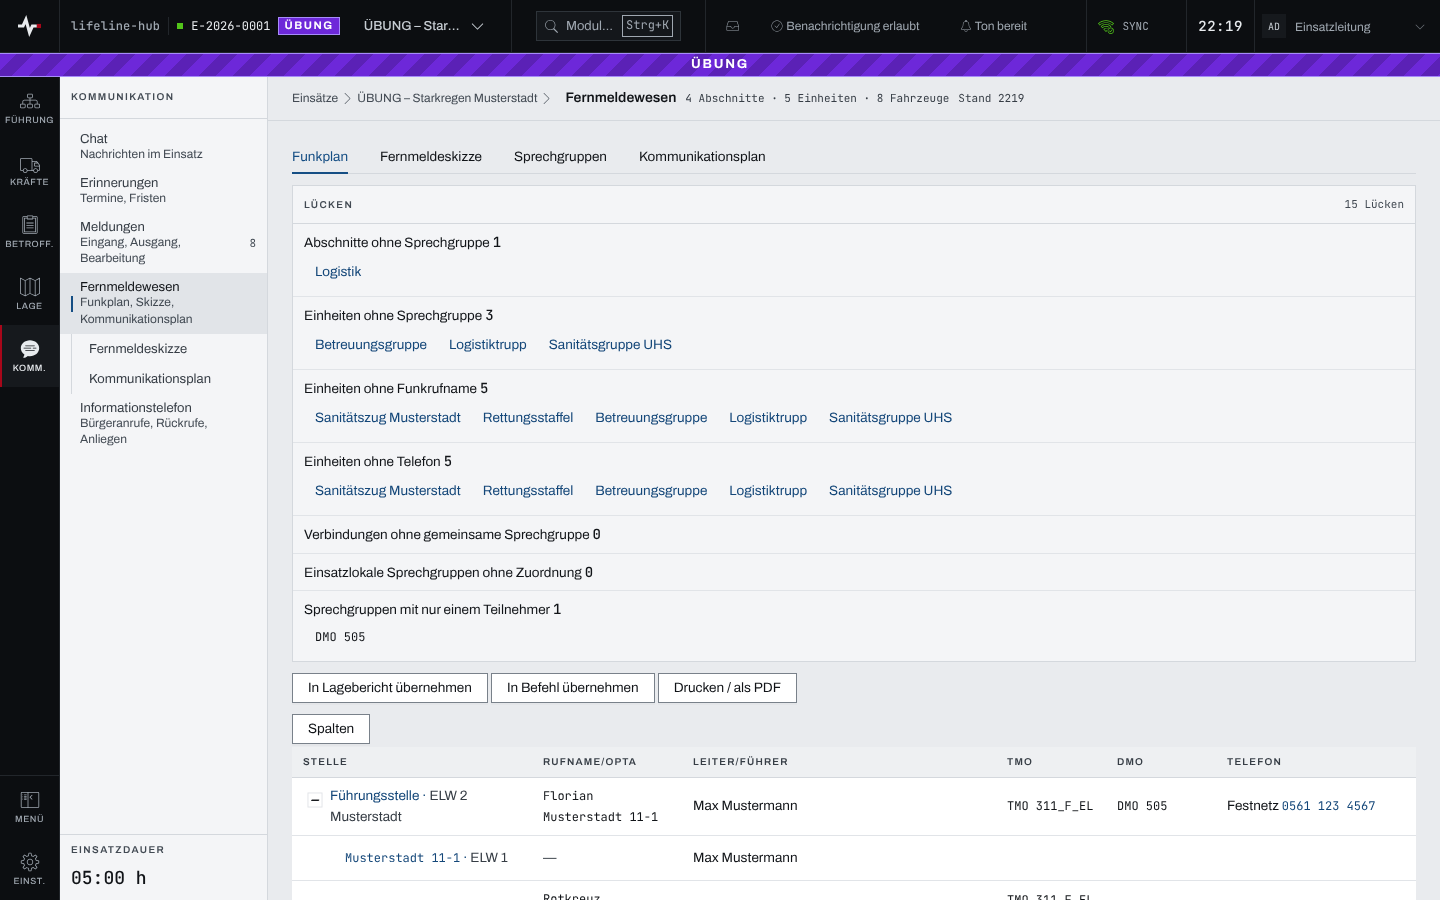 lifeline-hub E-2026-0001 ÜBUNG ÜBUNG – Star... Modul... Strg+K Benachrichtigung erlaubt Ton bereit SYNC 22:19 AD Einsatzleitung
ÜBUNG
FÜHRUNG
KRÄFTE
BETROFF.
LAGE
KOMM.
MENÜ
EINST.
KOMMUNIKATION
Chat
Nachrichten im Einsatz
Erinnerungen
Termine, Fristen
Meldungen
Eingang, Ausgang, 8
Bearbeitung
Fernmeldewesen
Funkplan, Skizze,
Kommunikationsplan
Fernmeldeskizze
Kommunikationsplan
Informationstelefon
Bürgeranrufe, Rückrufe,
Anliegen
EINSATZDAUER
05:00 h
Einsätze ÜBUNG – Starkregen Musterstadt Fernmeldewesen 4 Abschnitte · 5 Einheiten · 8 Fahrzeuge Stand 2219
Funkplan Fernmeldeskizze Sprechgruppen Kommunikationsplan
LÜCKEN 15 Lücken
Abschnitte ohne Sprechgruppe 1
Logistik
Einheiten ohne Sprechgruppe 3
Betreuungsgruppe Logistiktrupp Sanitätsgruppe UHS
Einheiten ohne Funkrufname 5
Sanitätszug Musterstadt Rettungsstaffel Betreuungsgruppe Logistiktrupp Sanitätsgruppe UHS
Einheiten ohne Telefon 5
Sanitätszug Musterstadt Rettungsstaffel Betreuungsgruppe Logistiktrupp Sanitätsgruppe UHS
Verbindungen ohne gemeinsame Sprechgruppe 0
Einsatzlokale Sprechgruppen ohne Zuordnung 0
Sprechgruppen mit nur einem Teilnehmer 1
DMO 505
In Lagebericht übernehmen In Befehl übernehmen Drucken / als PDF
Spalten
STELLE RUFNAME/OPTA LEITER/FÜHRER TMO DMO TELEFON
Führungsstelle · ELW 2 Musterstadt Florian Musterstadt 11-1 Max Mustermann TMO 311_F_EL DMO 505 Festnetz 0561 123 4567
Musterstadt 11-1 · ELW 1 — Max Mustermann
Rotkreuz TMO 311_F_EL